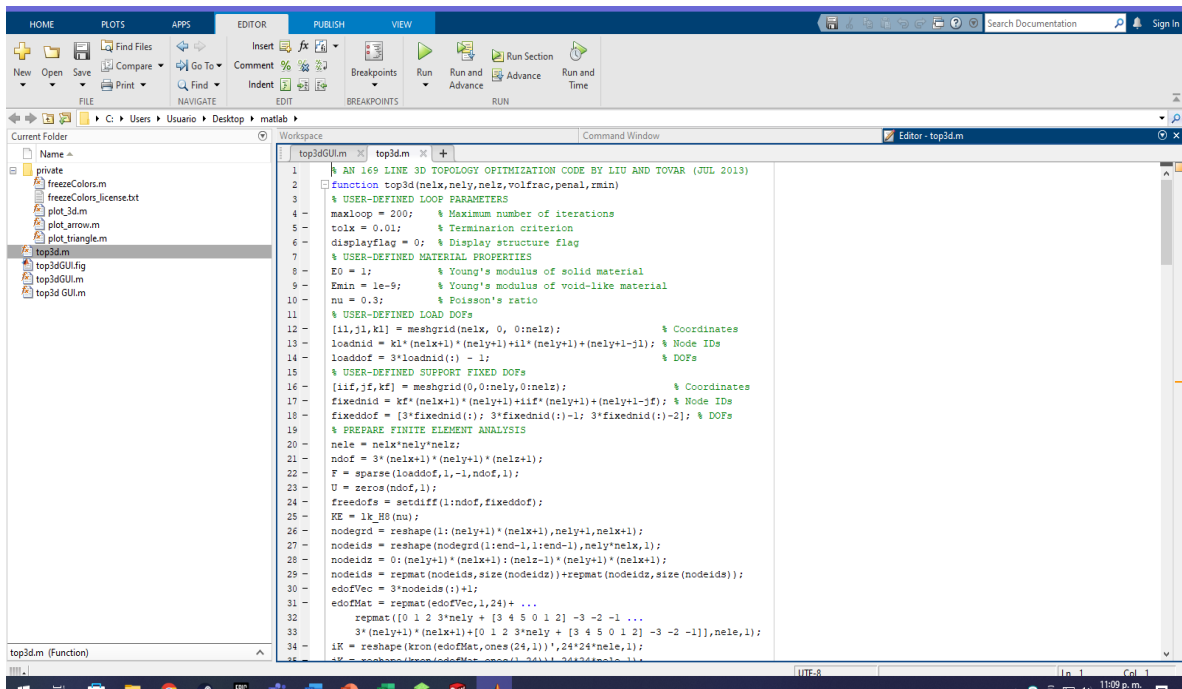 HOME PLOTS APPS EDITOR PUBLISH VIEW
Search Documentation
Sign In
New
Open
Save
Find Files
Compare
Print
FILE
Go To
Find
NAVIGATE
Insert
Comment
Indent
EDIT
Breakpoints
BREAKPOINTS
Run
Run and Advance
Run Section
Advance
Run and Time
RUN
C: Users Usuario Desktop matlab
Current Folder
Name
private
freezeColors.m
freezeColors_license.txt
plot_3d.m
plot_arrow.m
plot_triangle.m
top3d.m
top3dGUI.fig
top3dGUI.m
top3d GUI.m
top3d.m (Function)
Workspace
Command Window
Editor - top3d.m
top3dGUI.m
top3d.m
1 % AN 169 LINE 3D TOPOLOGY OPITMIZATION CODE BY LIU AND TOVAR (JUL 2013)
2 function top3d(nelx,nely,nelz,volfrac,penal,rmin)
3 % USER-DEFINED LOOP PARAMETERS
4 – maxloop = 200; % Maximum number of iterations
5 – tolx = 0.01; % Terminarion criterion
6 – displayflag = 0; % Display structure flag
7 % USER-DEFINED MATERIAL PROPERTIES
8 – E0 = 1; % Young's modulus of solid material
9 – Emin = 1e-9; % Young's modulus of void-like material
10 – nu = 0.3; % Poisson's ratio
11 % USER-DEFINED LOAD DOFs
12 – [il,jl,kl] = meshgrid(nelx, 0, 0:nelz); % Coordinates
13 – loadnid = kl*(nelx+1)*(nely+1)+il*(nely+1)+(nely+1-jl); % Node IDs
14 – loaddof = 3*loadnid(:) - 1; % DOFs
15 % USER-DEFINED SUPPORT FIXED DOFs
16 – [iif,jf,kf] = meshgrid(0,0:nely,0:nelz); % Coordinates
17 – fixednid = kf*(nelx+1)*(nely+1)+iif*(nely+1)+(nely+1-jf); % Node IDs
18 – fixeddof = [3*fixednid(:); 3*fixednid(:)-1; 3*fixednid(:)-2]; % DOFs
19 % PREPARE FINITE ELEMENT ANALYSIS
20 – nele = nelx*nely*nelz;
21 – ndof = 3*(nelx+1)*(nely+1)*(nelz+1);
22 – F = sparse(loaddof,1,-1,ndof,1);
23 – U = zeros(ndof,1);
24 – freedofs = setdiff(1:ndof,fixeddof);
25 – KE = lk_H8(nu);
26 – nodegrd = reshape(1:(nely+1)*(nelx+1),nely+1,nelx+1);
27 – nodeids = reshape(nodegrd(1:end-1,1:end-1),nely*nelx,1);
28 – nodeidz = 0:(nely+1)*(nelx+1):(nelz-1)*(nely+1)*(nelx+1);
29 – nodeids = repmat(nodeids,size(nodeidz))+repmat(nodeidz,size(nodeids));
30 – edofVec = 3*nodeids(:)+1;
31 – edofMat = repmat(edofVec,1,24)+ ...
32 repmat([0 1 2 3*nely + [3 4 5 0 1 2] -3 -2 -1 ...
33 3*(nely+1)*(nelx+1)+[0 1 2 3*nely + [3 4 5 0 1 2] -3 -2 -1]],nele,1);
34 – iK = reshape(kron(edofMat,ones(24,1))',24*24*nele,1);
UTF-8
Ln 1 Col 1
11:09 p. m.